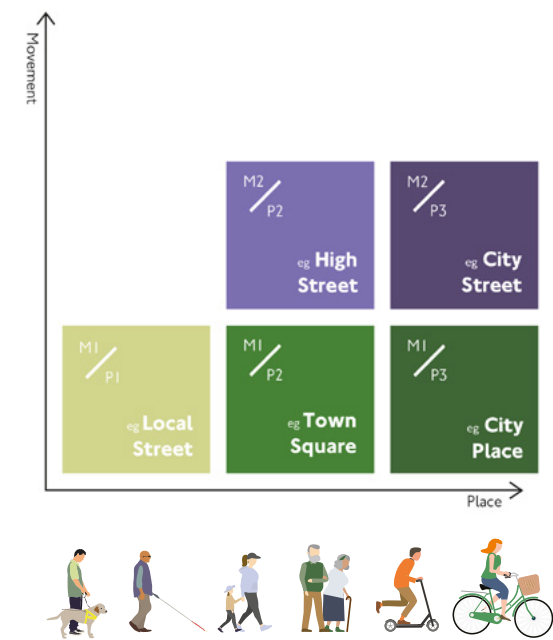 Movement
M2
P2
eg High
Street
M2
P3
eg City
Street
M1
P1
eg Local
Street
M1
P2
eg Town
Square
M1
P3
eg City
Place
Place